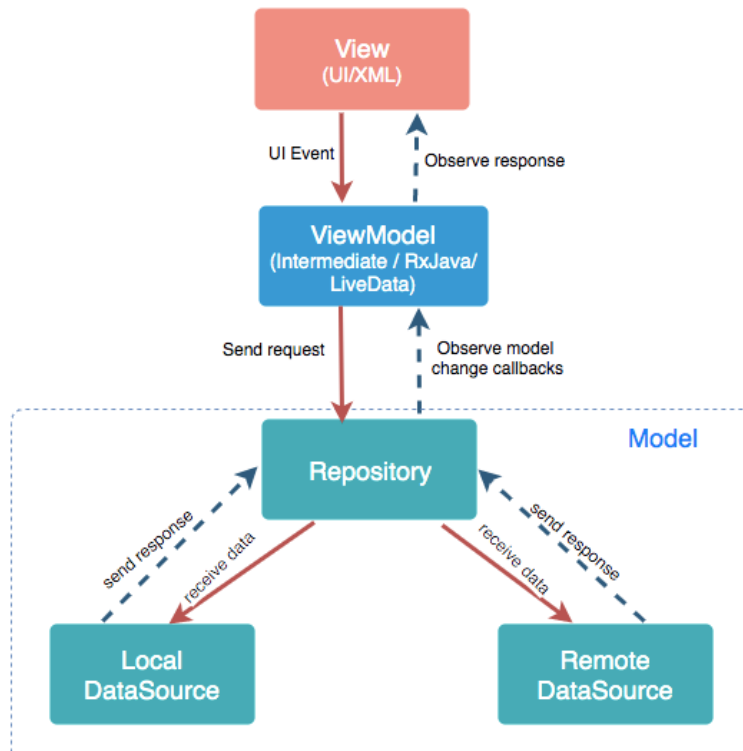 View
(UI/XML)
UI Event
Observe response
ViewModel
(Intermediate / RxJava/
LiveData)
Send request
Observe model
change callbacks
Model
Repository
send response
receive data
receive data
send response
Local
DataSource
Remote
DataSource